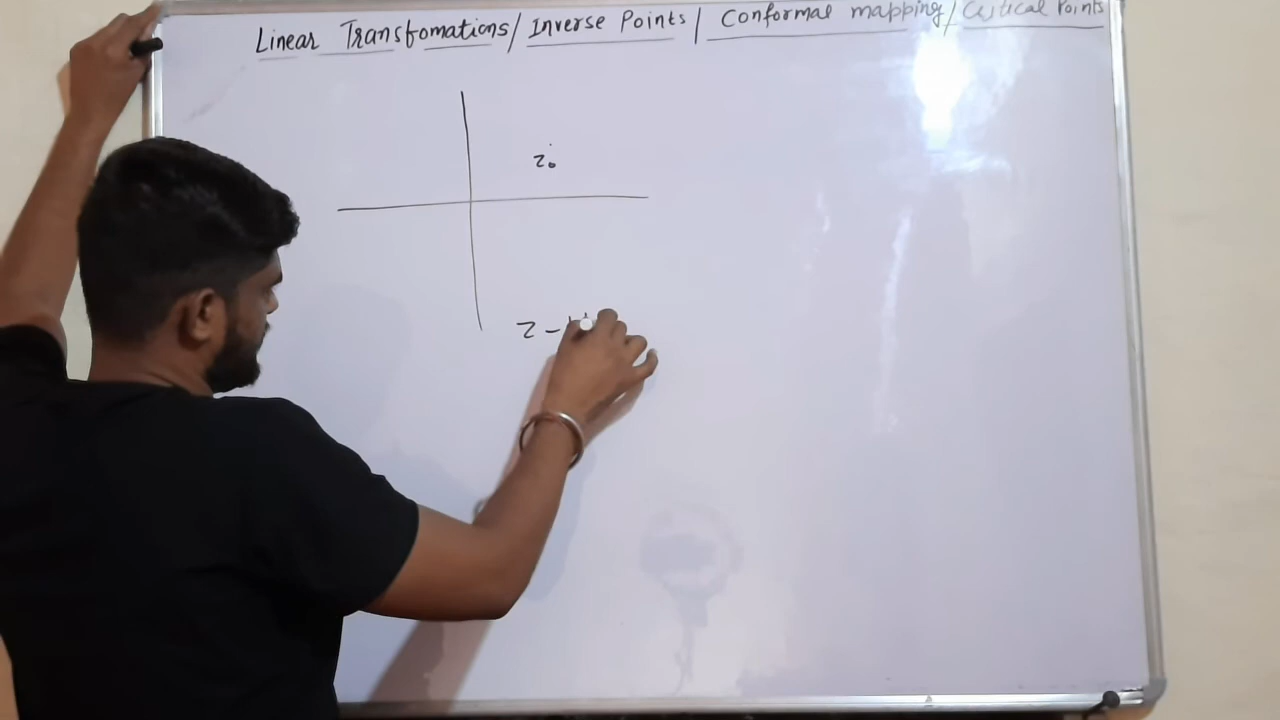 Linear Transfomations/ Inverse Points / Conformal mapping/ Critical Points
z₀
z -